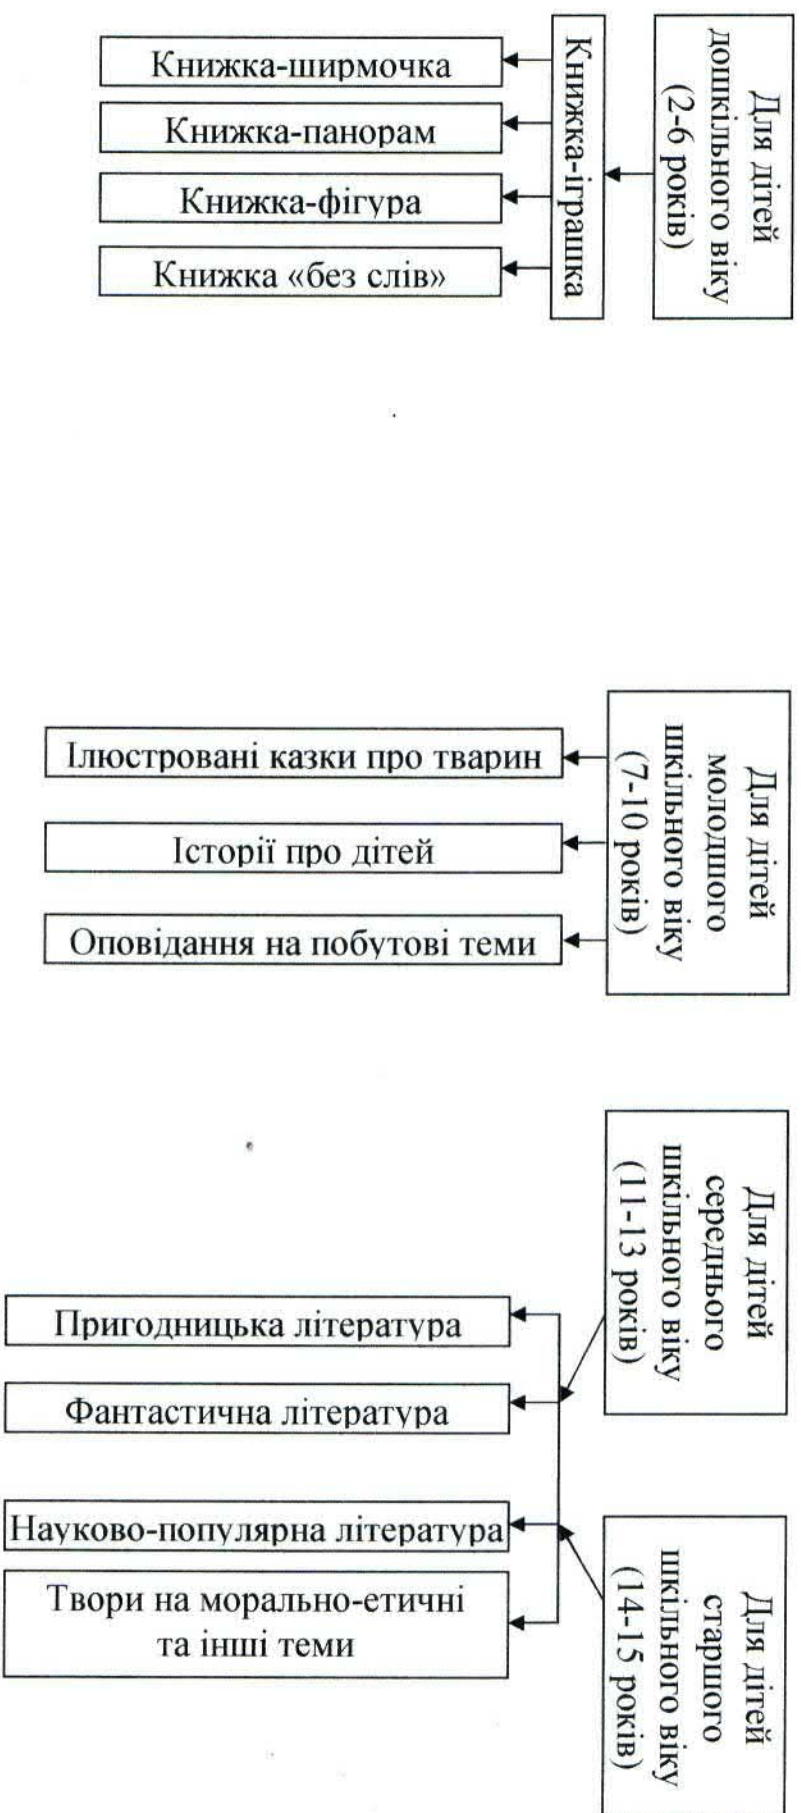 Для дітей
дошкільного віку
(2-6 років)
Книжка-іграшка
Книжка-ширмочка
Книжка-панорам
Книжка-фігура
Книжка «без слів»
Для дітей
молодшого
шкільного віку
(7-10 років)
Ілюстровані казки про тварин
Історії про дітей
Оповідання на побутові теми
Для дітей
середнього
шкільного віку
(11-13 років)
Для дітей
старшого
шкільного віку
(14-15 років)
Пригодницька література
Фантастична література
Науково-популярна література
Твори на морально-етичні
та інші теми